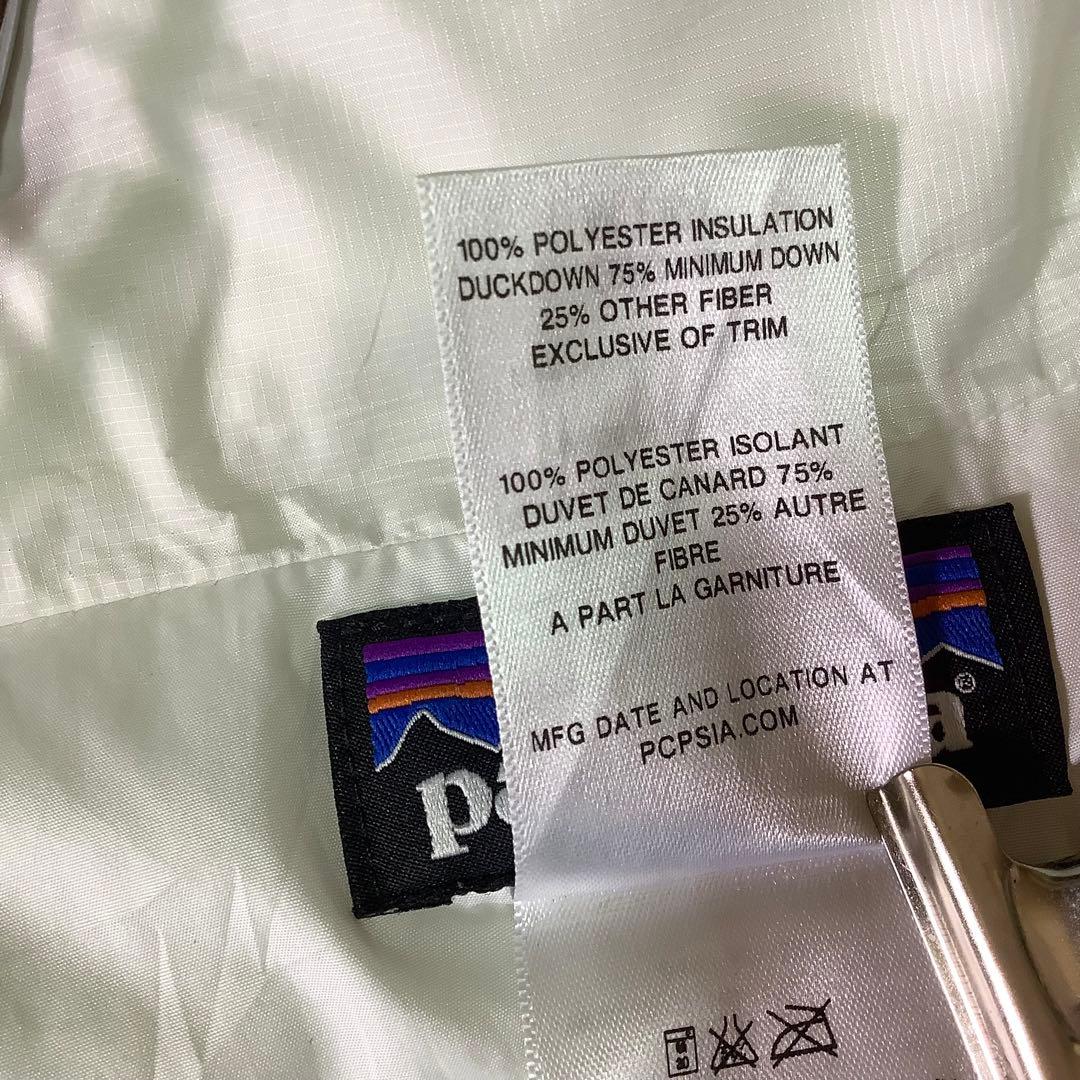 100% POLYESTER INSULATION
DUCKDOWN 75% MINIMUM DOWN
25% OTHER FIBER
EXCLUSIVE OF TRIM
100% POLYESTER ISOLANT
DUVET DE CANARD 75%
MINIMUM DUVET 25% AUTRE
FIBRE
A PART LA GARNITURE
MFG DATE AND LOCATION AT
PCPSIA.COM